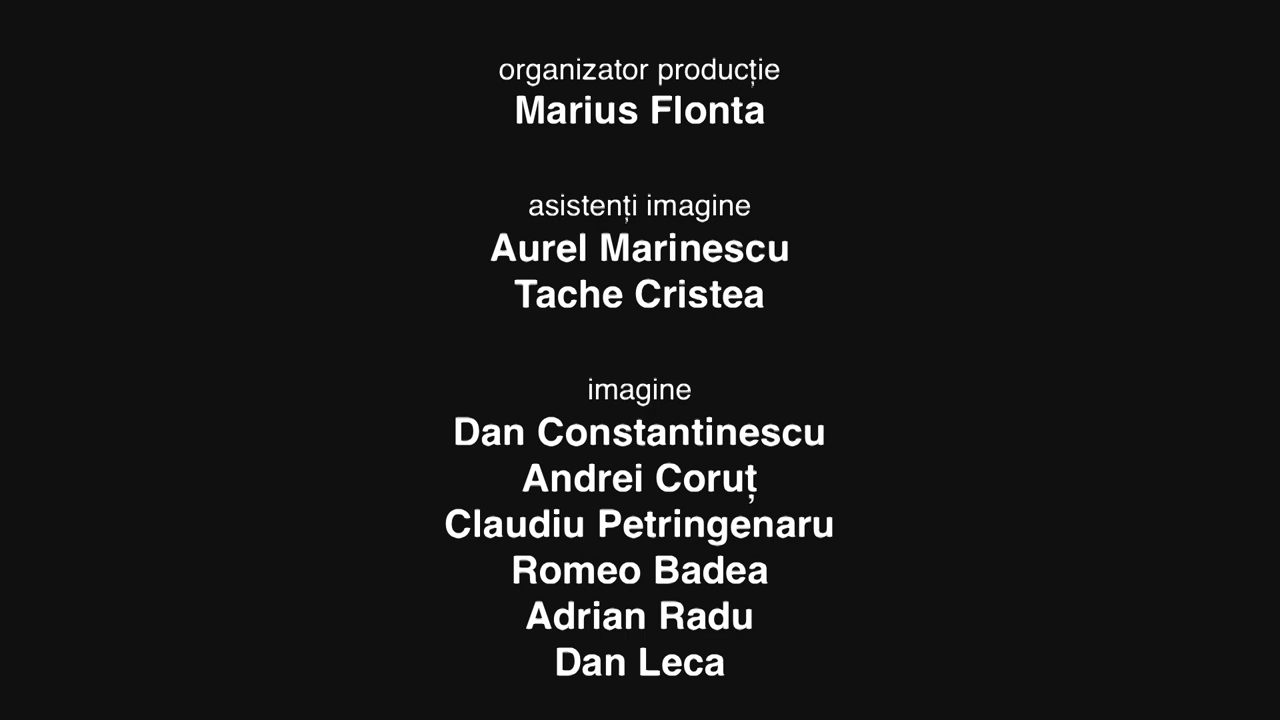 organizator producție
Marius Flonta
asistenți imagine
Aurel Marinescu
Tache Cristea
imagine
Dan Constantinescu
Andrei Coruț
Claudiu Petringenaru
Romeo Badea
Adrian Radu
Dan Leca